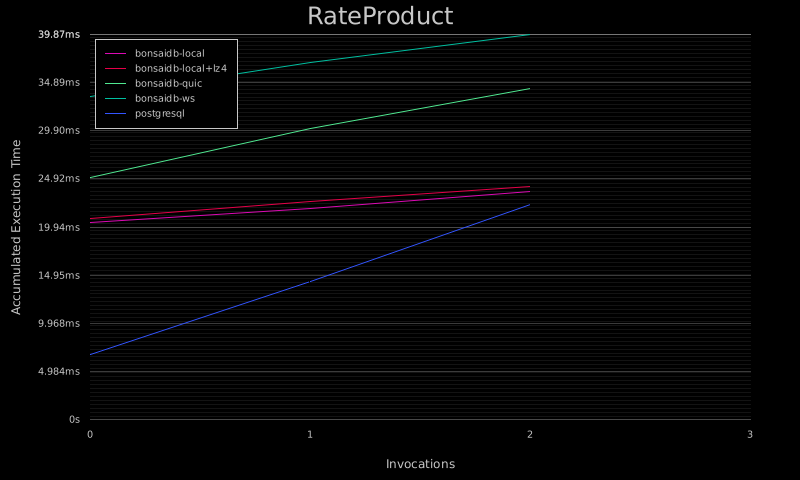 RateProduct
39.87ms
bonsaidb-local
bonsaidb-local+lz4
bonsaidb-quic
bonsaidb-ws
postgresql
34.89ms
29.90ms
24.92ms
19.94ms
14.95ms
9.968ms
4.984ms
0s
Accumulated Execution Time
0 1 2 3
Invocations